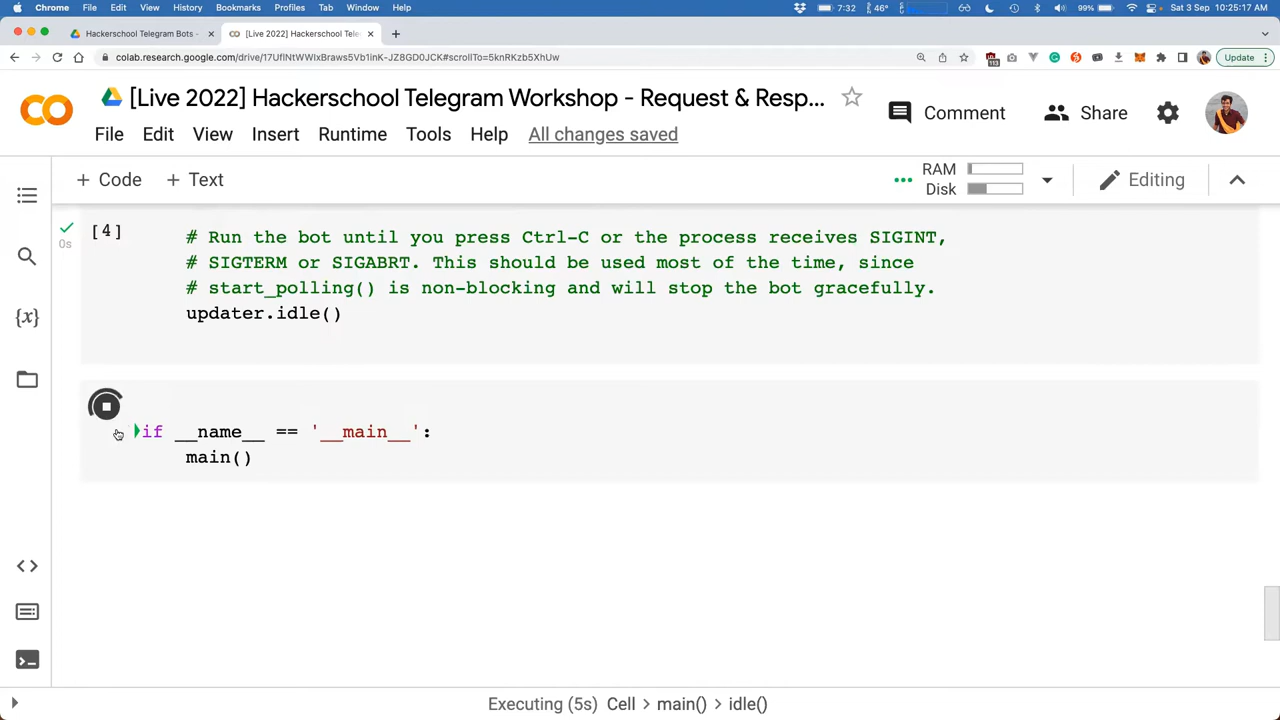 Chrome File Edit View History Bookmarks Profiles Tab Window Help 7:32 46° 99% Sat 3 Sep 10:25:17 AM
Hackerschool Telegram Bots - × [Live 2022] Hackerschool Tele × +
colab.research.google.com/drive/17UflNtWWIxBraws5Vb1inK-JZ8GD0JCK#scrollTo=5knRKzb5XhUw Update
[Live 2022] Hackerschool Telegram Workshop - Request & Resp...
Comment Share
File Edit View Insert Runtime Tools Help All changes saved
+ Code + Text RAM Disk Editing
[4] # Run the bot until you press Ctrl-C or the process receives SIGINT,
0s # SIGTERM or SIGABRT. This should be used most of the time, since
# start_polling() is non-blocking and will stop the bot gracefully.
updater.idle()
if __name__ == '__main__':
main()
Executing (5s) Cell > main() > idle()